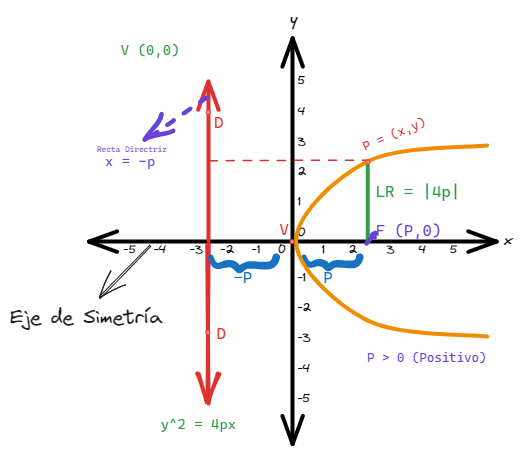 y
V (0,0)
5
4
D
P = (x,y)
3
Recta Directriz
x = -p
2
LR = |4p|
1
V
0
F (P,0)
x
-5
-4
-3
-2
-1
0
1
2
3
4
5
-P
P
-1
-2
Eje de Simetría
D
-3
P > 0 (Positivo)
-4
-5
y^2 = 4px